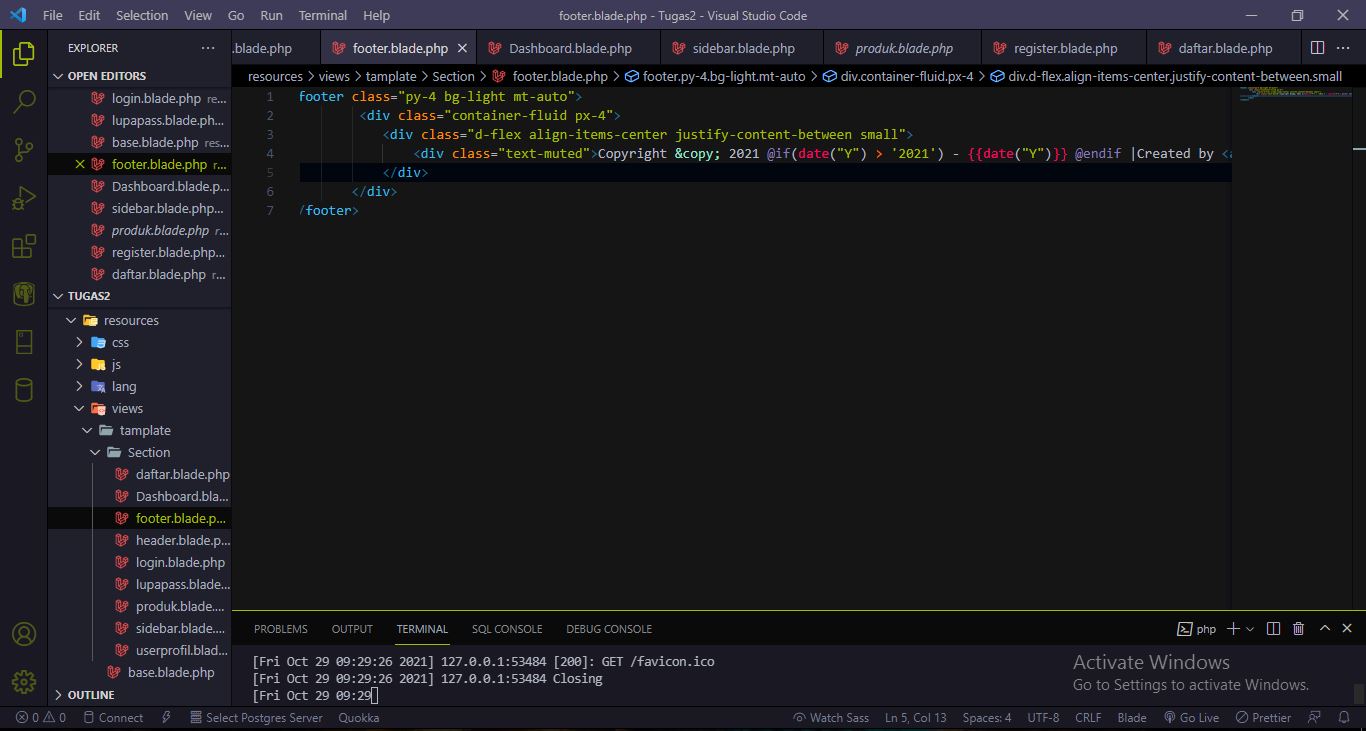 File Edit Selection View Go Run Terminal Help footer.blade.php - Tugas2 - Visual Studio Code
EXPLORER ··· .blade.php footer.blade.php Dashboard.blade.php sidebar.blade.php produk.blade.php register.blade.php daftar.blade.php ···
OPEN EDITORS
resources > views > tamplate > Section > footer.blade.php > footer.py-4.bg-light.mt-auto > div.container-fluid.px-4 > div.d-flex.align-items-center.justify-content-between.small
login.blade.php re...
lupapass.blade.ph...
base.blade.php res...
footer.blade.php r...
Dashboard.blade.p...
sidebar.blade.php...
produk.blade.php r...
register.blade.php...
daftar.blade.php r...
TUGAS2
resources
css
js
lang
views
tamplate
Section
daftar.blade.php
Dashboard.bla...
footer.blade.p...
header.blade.p...
login.blade.php
lupapass.blade...
produk.blade....
sidebar.blade....
userprofil.blad...
base.blade.php
OUTLINE
1 footer class="py-4 bg-light mt-auto">
2 <div class="container-fluid px-4">
3 <div class="d-flex align-items-center justify-content-between small">
4 <div class="text-muted">Copyright &copy; 2021 @if(date("Y") > '2021') - {{date("Y")}} @endif |Created by <a
5 </div>
6 </div>
7 /footer>
PROBLEMS OUTPUT TERMINAL SQL CONSOLE DEBUG CONSOLE php
[Fri Oct 29 09:29:26 2021] 127.0.0.1:53484 [200]: GET /favicon.ico
[Fri Oct 29 09:29:26 2021] 127.0.0.1:53484 Closing
[Fri Oct 29 09:29
Activate Windows
Go to Settings to activate Windows.
0 0 Connect Select Postgres Server Quokka Watch Sass Ln 5, Col 13 Spaces: 4 UTF-8 CRLF Blade Go Live Prettier